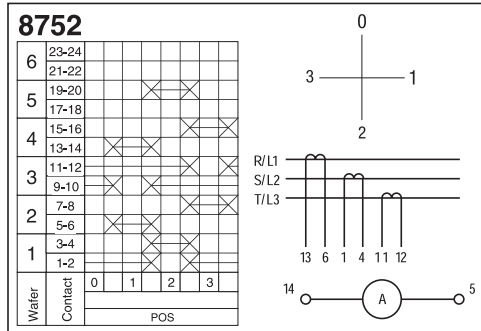 8752
6 23-24
21-22
5 19-20
17-18
4 15-16
13-14
3 11-12
9-10
2 7-8
5-6
1 3-4
1-2
Wafer Contact 0 1 2 3
POS
0
3 1
2
R/L1
S/L2
T/L3
13 6 1 4 11 12
14 A 5